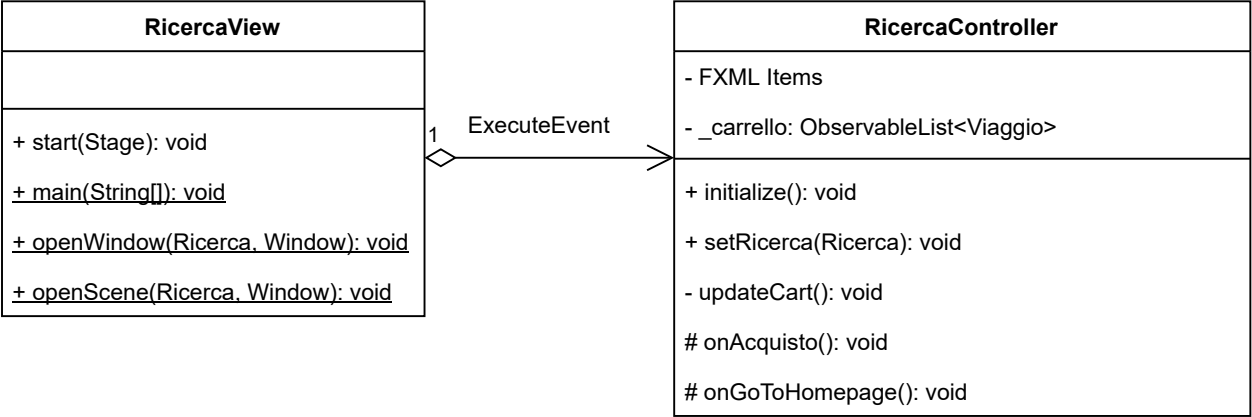 RicercaView
+ start(Stage): void
+ main(String[]): void
+ openWindow(Ricerca, Window): void
+ openScene(Ricerca, Window): void
1
ExecuteEvent
RicercaController
- FXML Items
- _carrello: ObservableList<Viaggio>
+ initialize(): void
+ setRicerca(Ricerca): void
- updateCart(): void
# onAcquisto(): void
# onGoToHomepage(): void